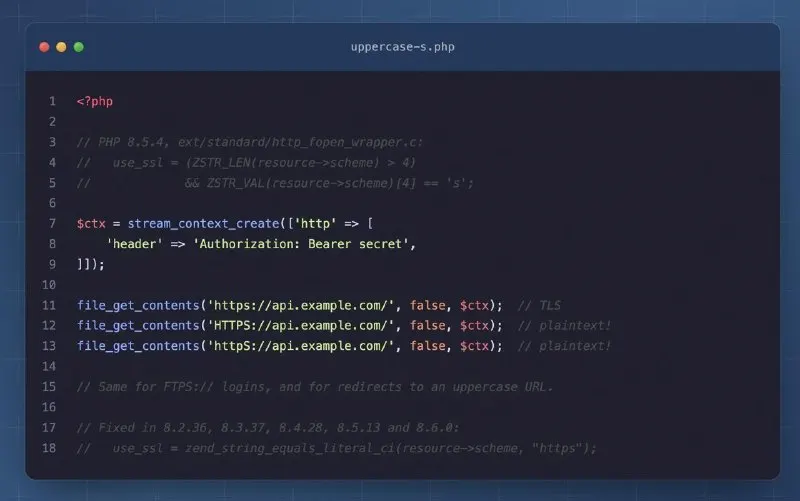 uppercase-s.php
1 <?php
2
3 // PHP 8.5.4, ext/standard/http_fopen_wrapper.c:
4 //   use_ssl = (ZSTR_LEN(resource->scheme) > 4)
5 //             && ZSTR_VAL(resource->scheme)[4] == 's';
6
7 $ctx = stream_context_create(['http' => [
8     'header' => 'Authorization: Bearer secret',
9 ]]);
10
11 file_get_contents('https://api.example.com/', false, $ctx);  // TLS
12 file_get_contents('HTTPS://api.example.com/', false, $ctx);  // plaintext!
13 file_get_contents('httpS://api.example.com/', false, $ctx);  // plaintext!
14
15 // Same for FTPS:// logins, and for redirects to an uppercase URL.
16
17 // Fixed in 8.2.36, 8.3.37, 8.4.28, 8.5.13 and 8.6.0:
18 //   use_ssl = zend_string_equals_literal_ci(resource->scheme, "https");